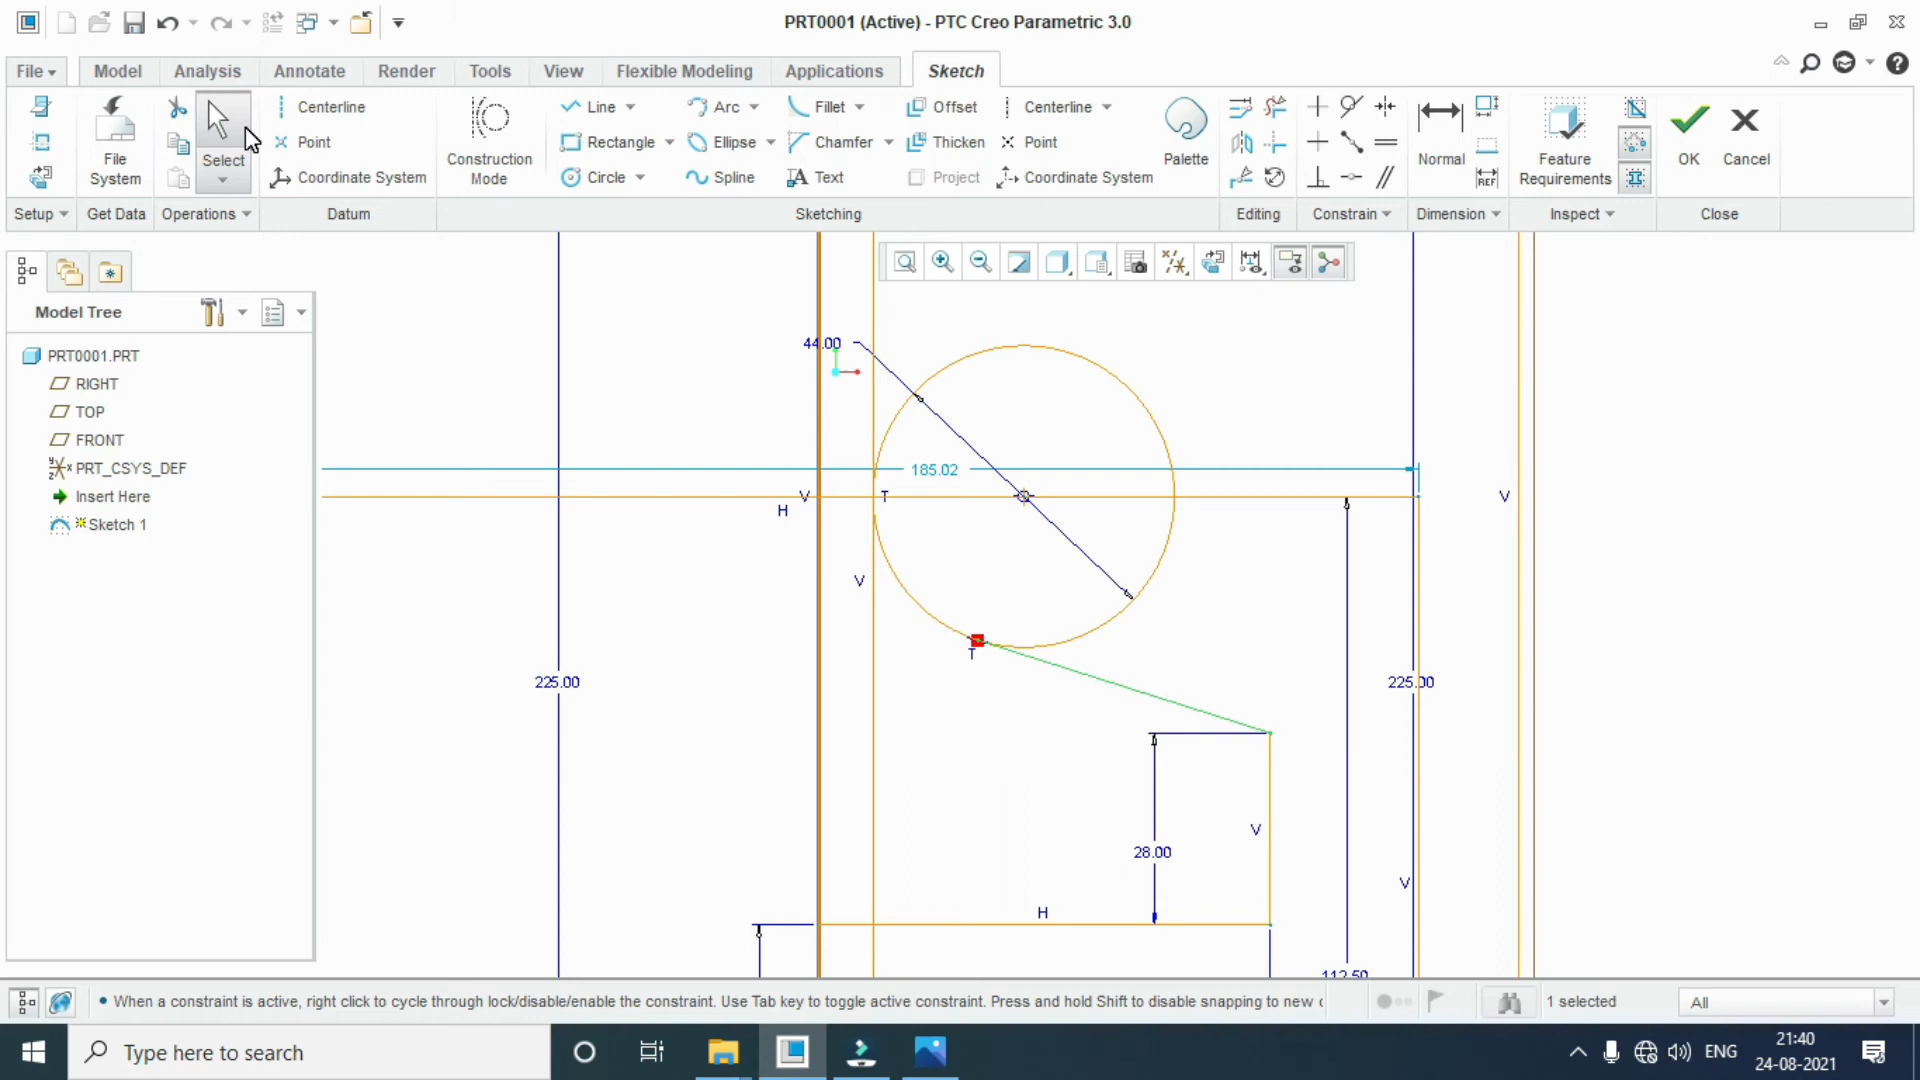 PRT0001 (Active) - PTC Creo Parametric 3.0
File Model Analysis Annotate Render Tools View Flexible Modeling Applications Sketch
Centerline Line Arc Fillet Offset Centerline
Rectangle Ellipse Chamfer Thicken Point
Point
File System
Select
Construction Mode
Palette
Normal
Feature Requirements
OK Cancel
Coordinate System Circle Spline Text Project Coordinate System
REF
Setup Get Data Operations Datum Sketching Editing Constrain Dimension Inspect Close
Model Tree
PRT0001.PRT
RIGHT
TOP
FRONT
PRT_CSYS_DEF
Insert Here
Sketch 1
44.00
185.02
V T V
H
V
T
225.00 225.00
V
28.00
V
H
112.50
When a constraint is active, right click to cycle through lock/disable/enable the constraint. Use Tab key to toggle active constraint. Press and hold Shift to disable snapping to new
1 selected
All
Type here to search
ENG
21:40
24-08-2021